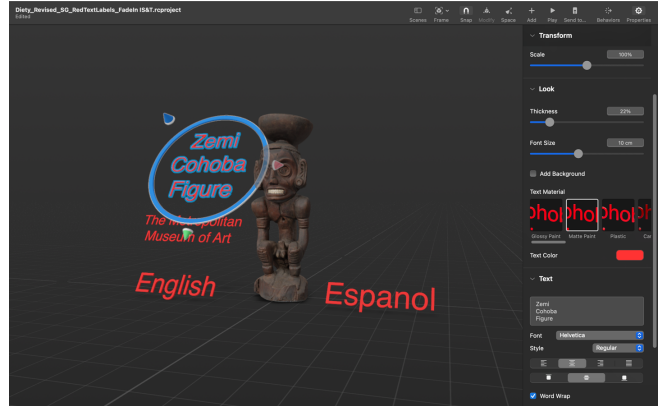 Diety_Revised_SG_RedTextLabels_FadeIn IS&T.rcproject
Edited
Scenes Frame Snap Modify Space Add Play Send to... Behaviors Properties
Zemi
Cohoba
Figure
The Metropolitan
Museum of Art
English
Espanol
Transform
Scale 100%
Look
Thickness 22%
Font Size 10 cm
Add Background
Text Material
Glossy Paint Matte Paint Plastic Car
Text Color
Text
Zemi
Cohoba
Figure
Font Helvetica
Style Regular
Word Wrap